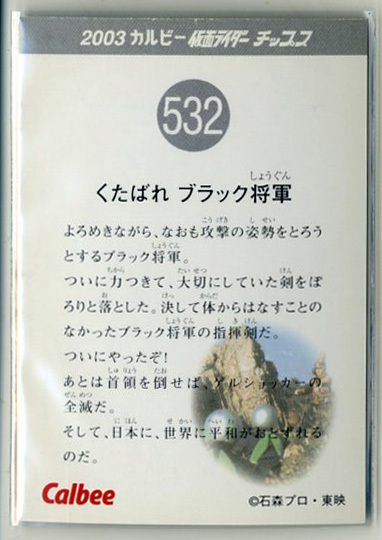 2003 カルビー 仮面ライダー チップス
532
くたばれ ブラック将軍
よろめきながら、なおも攻撃の姿勢をとろう
とするブラック将軍。
ついに力つきて、大切にしていた剣をぽ
ろりと落とした。決して体からはなすことの
なかったブラック将軍の指揮剣だ。
ついにやったぞ!
あとは首領を倒せば、ゲルショッカーの
全滅だ。
そして、日本に、世界に平和がおとずれる
のだ。
Calbee
©石森プロ・東映